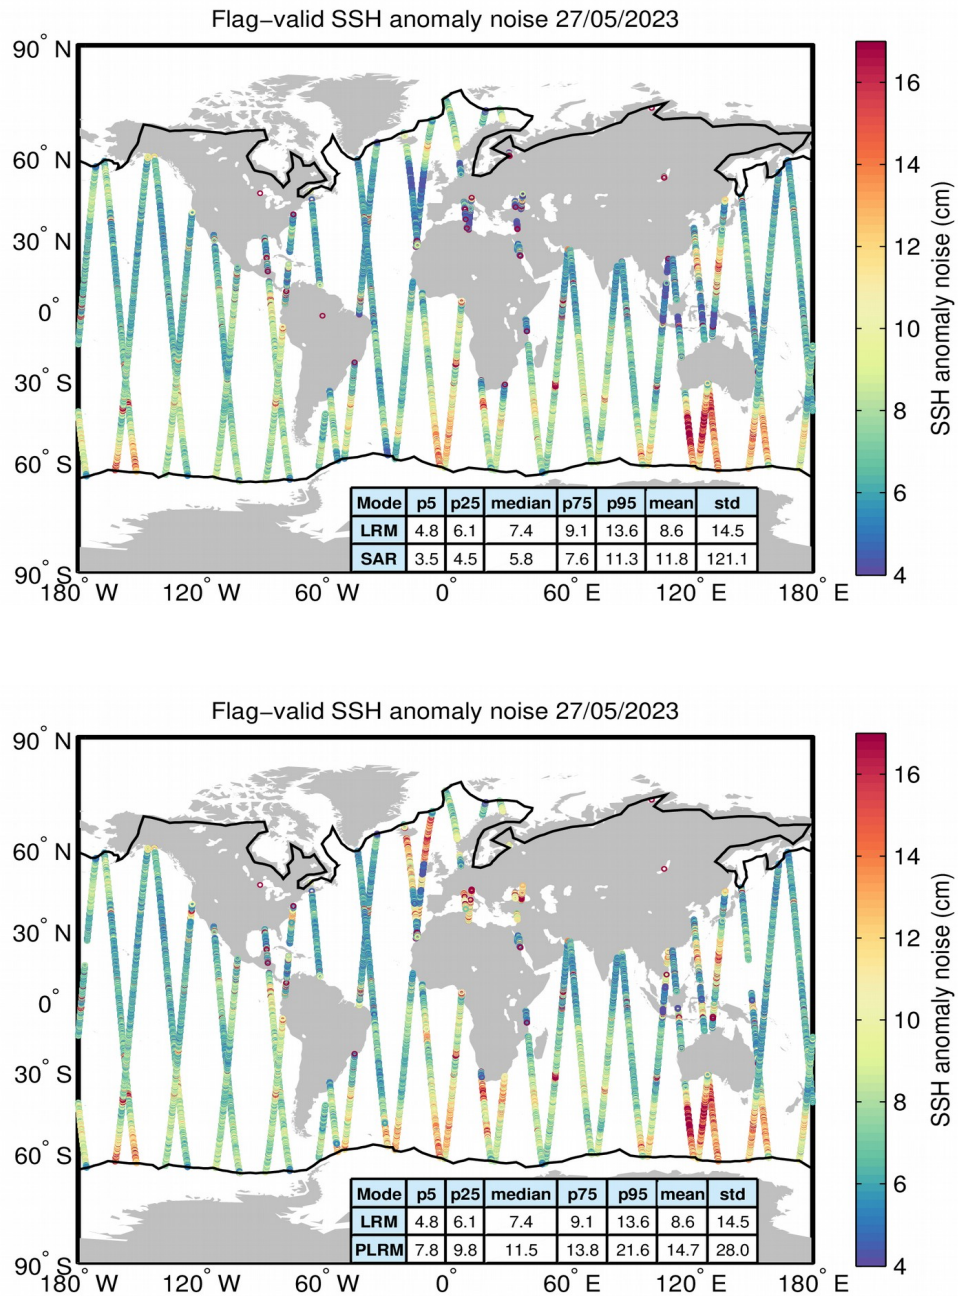 Flag–valid SSH anomaly noise 27/05/2023
90° N
60° N
30° N
0°
30° S
60° S
90° S
180° W
120° W
60° W
0°
60° E
120° E
180° E
Mode p5 p25 median p75 p95 mean std
LRM 4.8 6.1 7.4 9.1 13.6 8.6 14.5
SAR 3.5 4.5 5.8 7.6 11.3 11.8 121.1
16
14
12
10
8
6
4
SSH anomaly noise (cm)
Flag–valid SSH anomaly noise 27/05/2023
90° N
60° N
30° N
0°
30° S
60° S
90° S
180° W
120° W
60° W
0°
60° E
120° E
180° E
Mode p5 p25 median p75 p95 mean std
LRM 4.8 6.1 7.4 9.1 13.6 8.6 14.5
PLRM 7.8 9.8 11.5 13.8 21.6 14.7 28.0
16
14
12
10
8
6
4
SSH anomaly noise (cm)